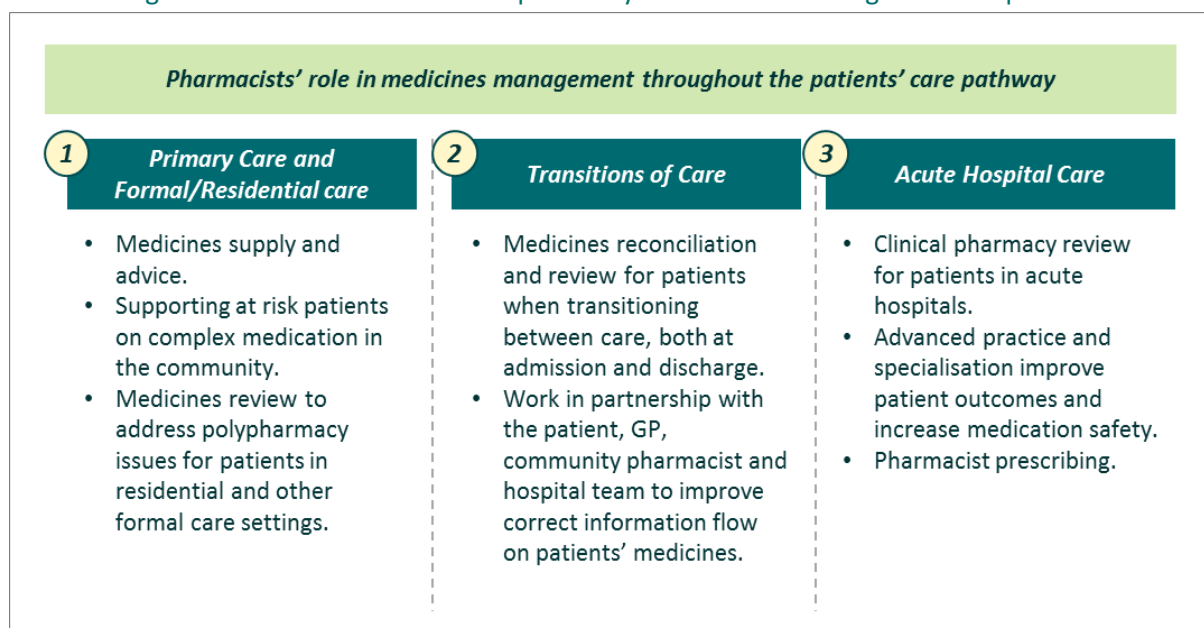 Pharmacists' role in medicines management throughout the patients' care pathway
1
Primary Care and
Formal/Residential care
• Medicines supply and
advice.
• Supporting at risk patients
on complex medication in
the community.
• Medicines review to
address polypharmacy
issues for patients in
residential and other
formal care settings.
2
Transitions of Care
• Medicines reconciliation
and review for patients
when transitioning
between care, both at
admission and discharge.
• Work in partnership with
the patient, GP,
community pharmacist and
hospital team to improve
correct information flow
on patients' medicines.
3
Acute Hospital Care
• Clinical pharmacy review
for patients in acute
hospitals.
• Advanced practice and
specialisation improve
patient outcomes and
increase medication safety.
• Pharmacist prescribing.